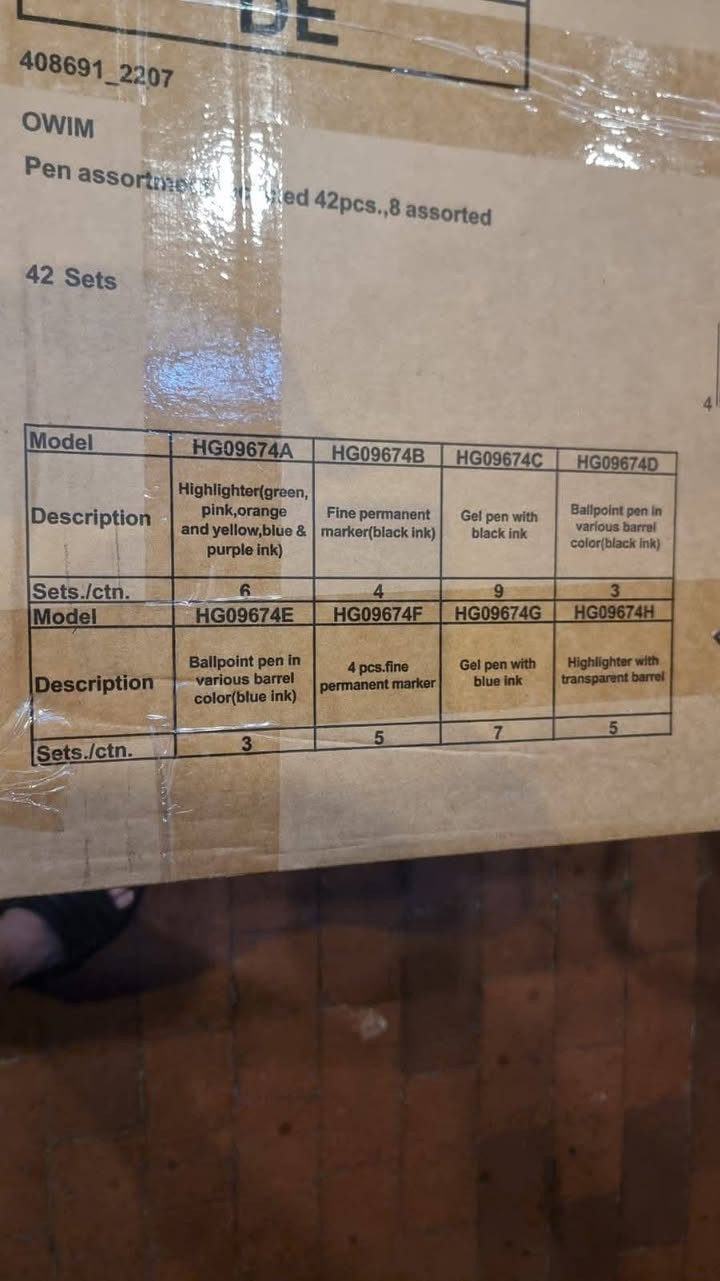 DE
408691_2207
OWIM
Pen assortment ed 42pcs.,8 assorted
42 Sets
4
Model HG09674A HG09674B HG09674C HG09674D
Description Highlighter(green, pink,orange and yellow,blue & purple ink) Fine permanent marker(black ink) Gel pen with black ink Ballpoint pen in various barrel color(black ink)
Sets./ctn. 6 4 9 3
Model HG09674E HG09674F HG09674G HG09674H
Description Ballpoint pen in various barrel color(blue ink) 4 pcs.fine permanent marker Gel pen with blue ink Highlighter with transparent barrel
Sets./ctn. 3 5 7 5